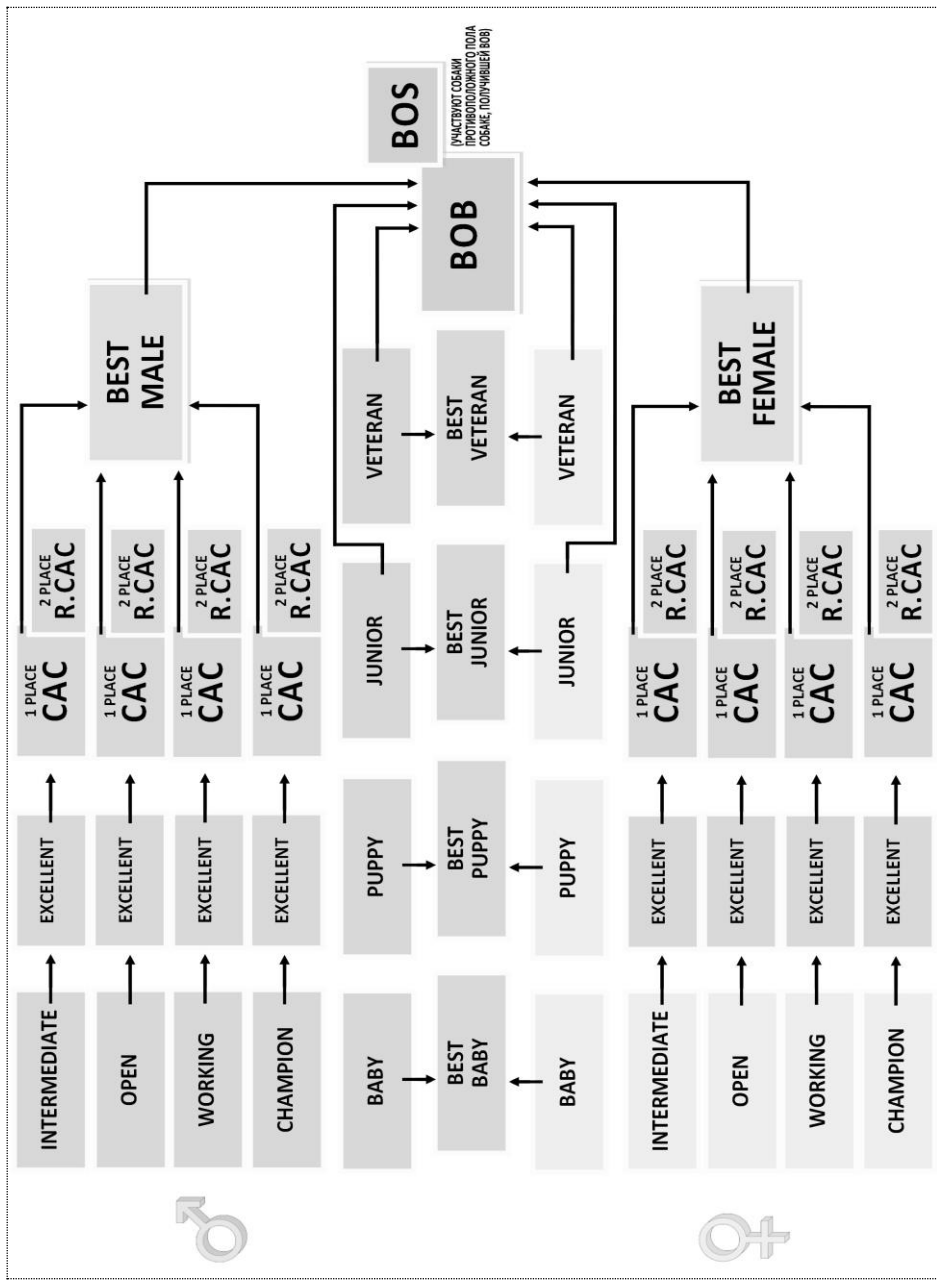 INTERMEDIATE
EXCELLENT
1 PLACE
CAC
2 PLACE
R.CAC
OPEN
EXCELLENT
1 PLACE
CAC
2 PLACE
R.CAC
WORKING
EXCELLENT
1 PLACE
CAC
2 PLACE
R.CAC
CHAMPION
EXCELLENT
1 PLACE
CAC
2 PLACE
R.CAC
BEST
MALE
BABY
PUPPY
JUNIOR
VETERAN
BEST
BABY
BEST
PUPPY
BEST
JUNIOR
BEST
VETERAN
BOB
BOS
(УЧАСТВУЮТ СОБАКИ
ПРОТИВОПОЛОЖНОГО ПОЛА
СОБАКЕ, ПОЛУЧИВШЕЙ BOB)
BABY
PUPPY
JUNIOR
VETERAN
INTERMEDIATE
EXCELLENT
1 PLACE
CAC
2 PLACE
R.CAC
OPEN
EXCELLENT
1 PLACE
CAC
2 PLACE
R.CAC
WORKING
EXCELLENT
1 PLACE
CAC
2 PLACE
R.CAC
CHAMPION
EXCELLENT
1 PLACE
CAC
2 PLACE
R.CAC
BEST
FEMALE